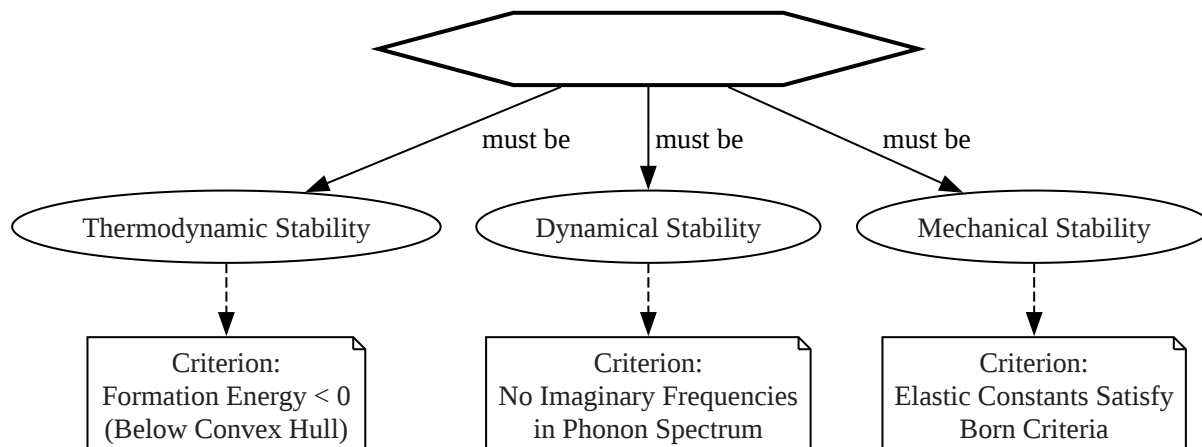 must be
must be
must be
Thermodynamic Stability
Dynamical Stability
Mechanical Stability
Criterion:
Formation Energy < 0
(Below Convex Hull)
Criterion:
No Imaginary Frequencies
in Phonon Spectrum
Criterion:
Elastic Constants Satisfy
Born Criteria